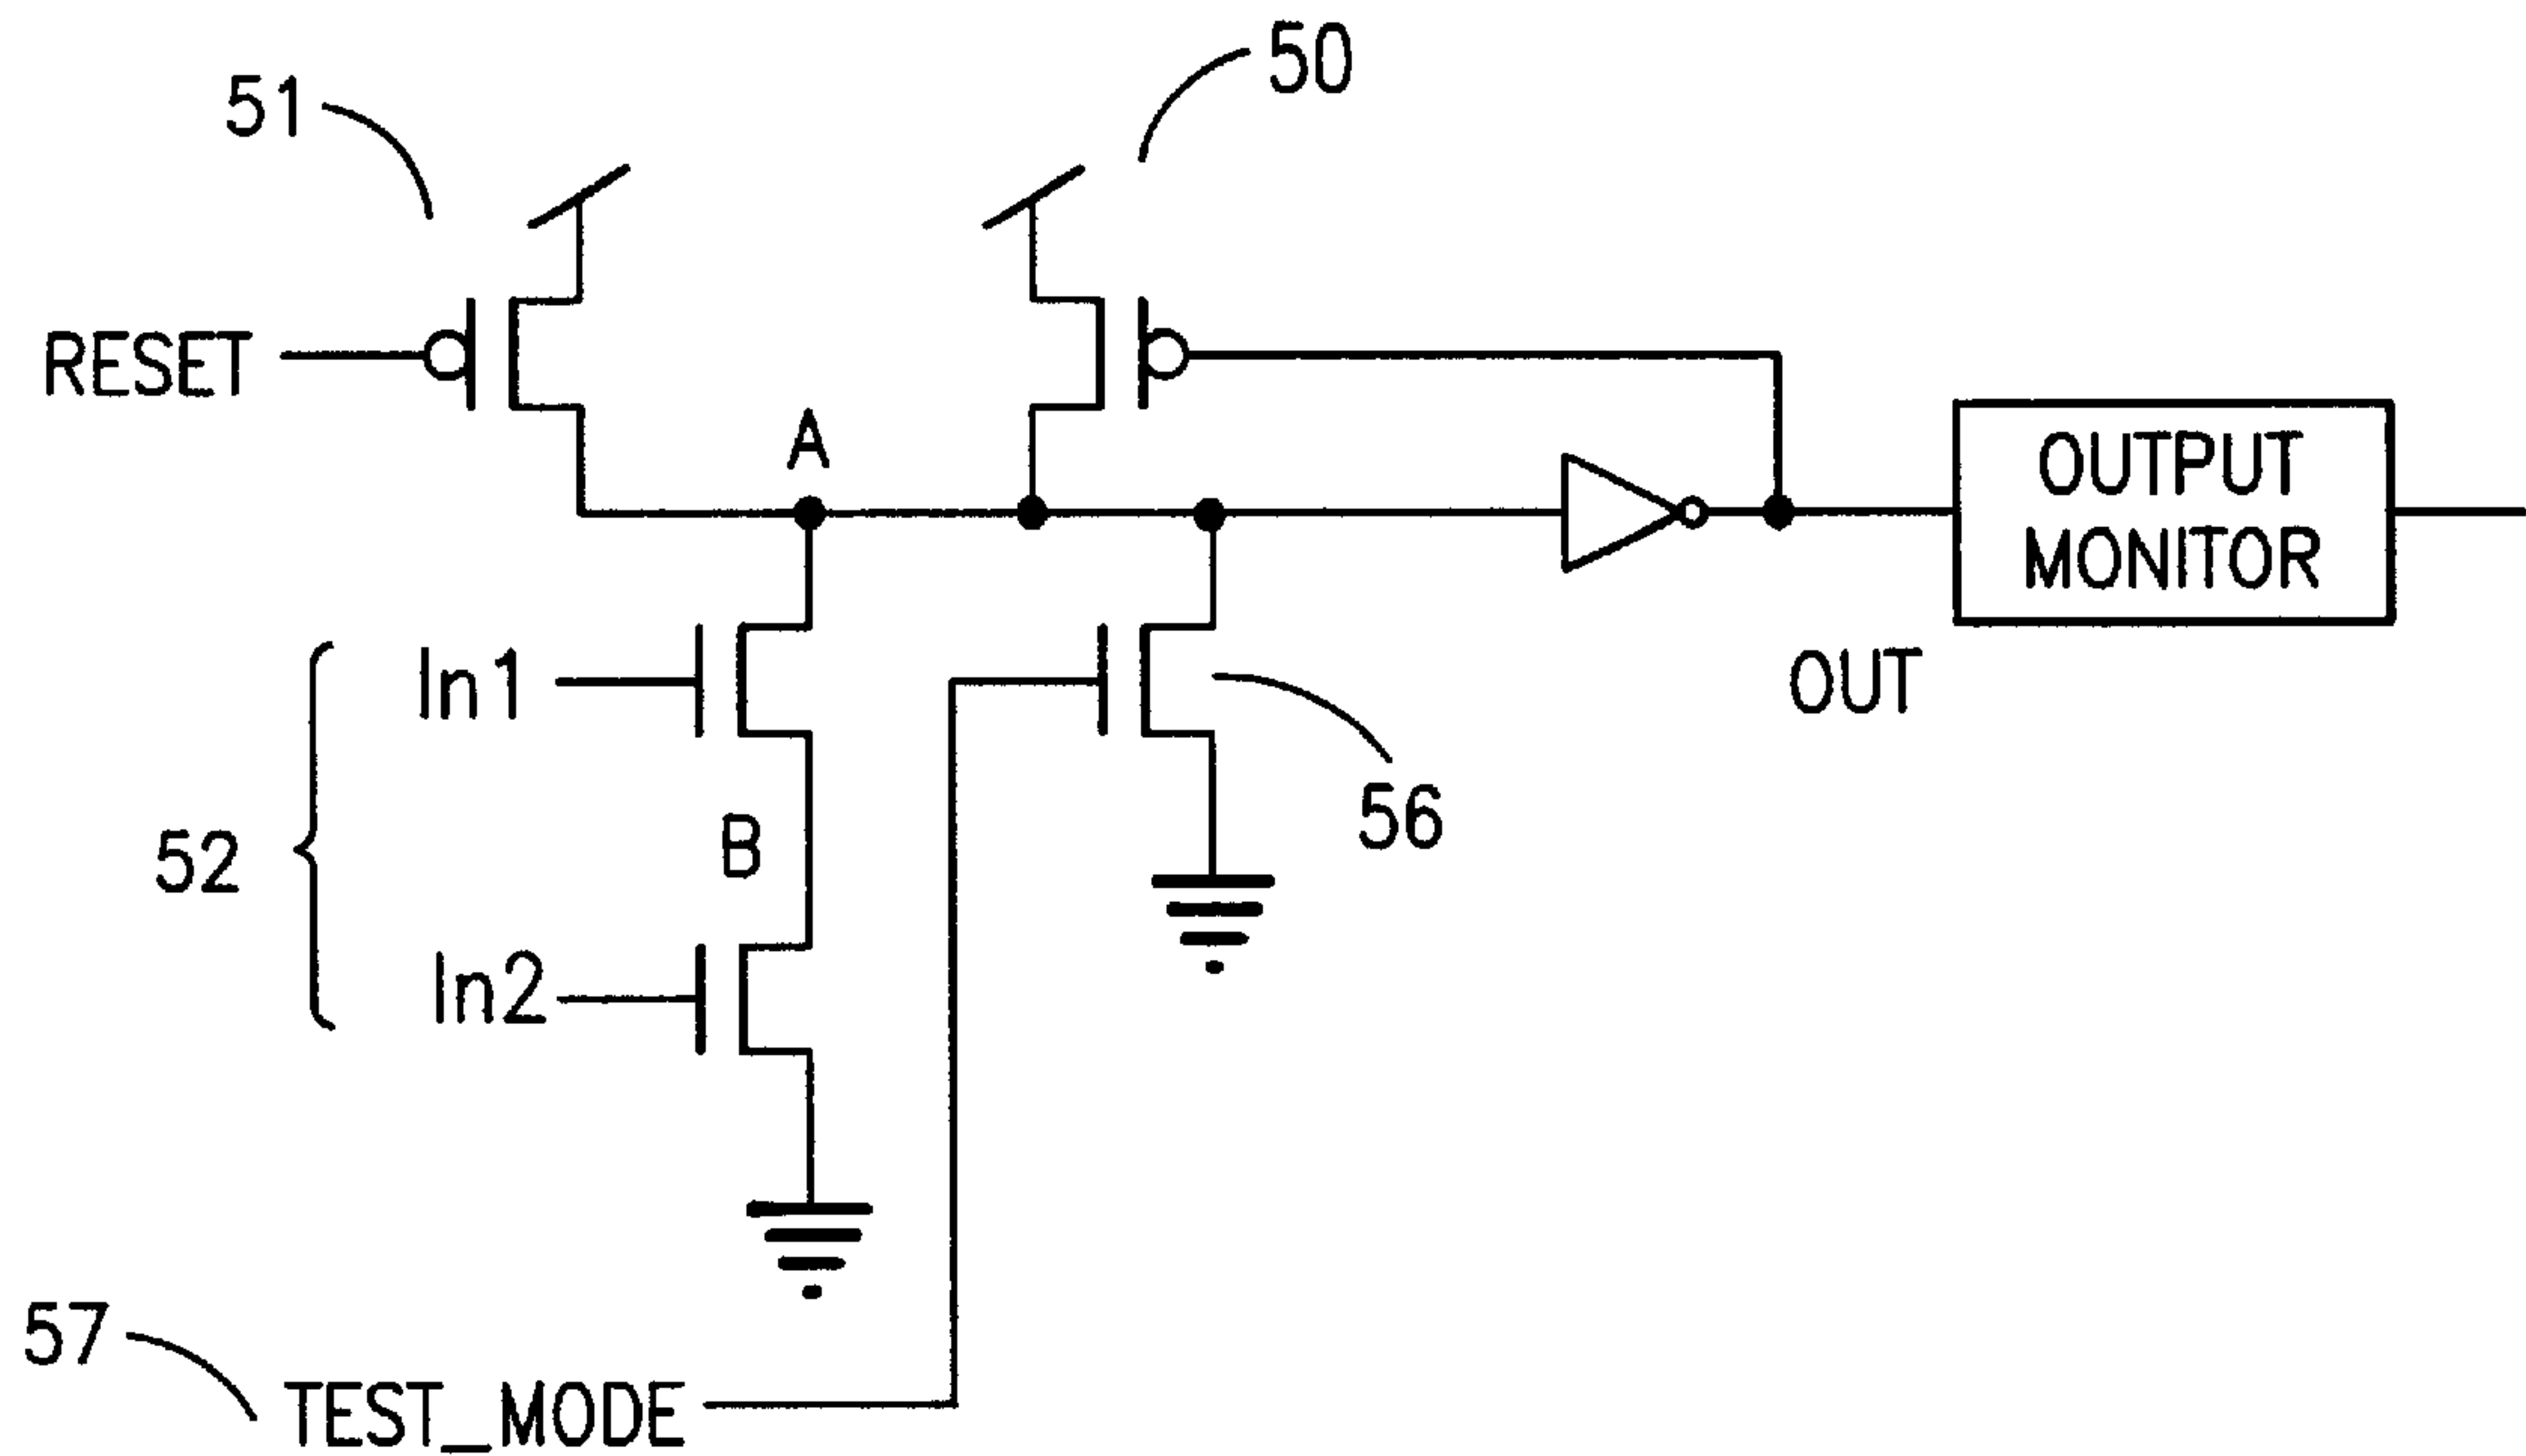 50
51
RESET
A
OUTPUT
MONITOR
In1
OUT
52
B
56
In2
57
TEST_MODE